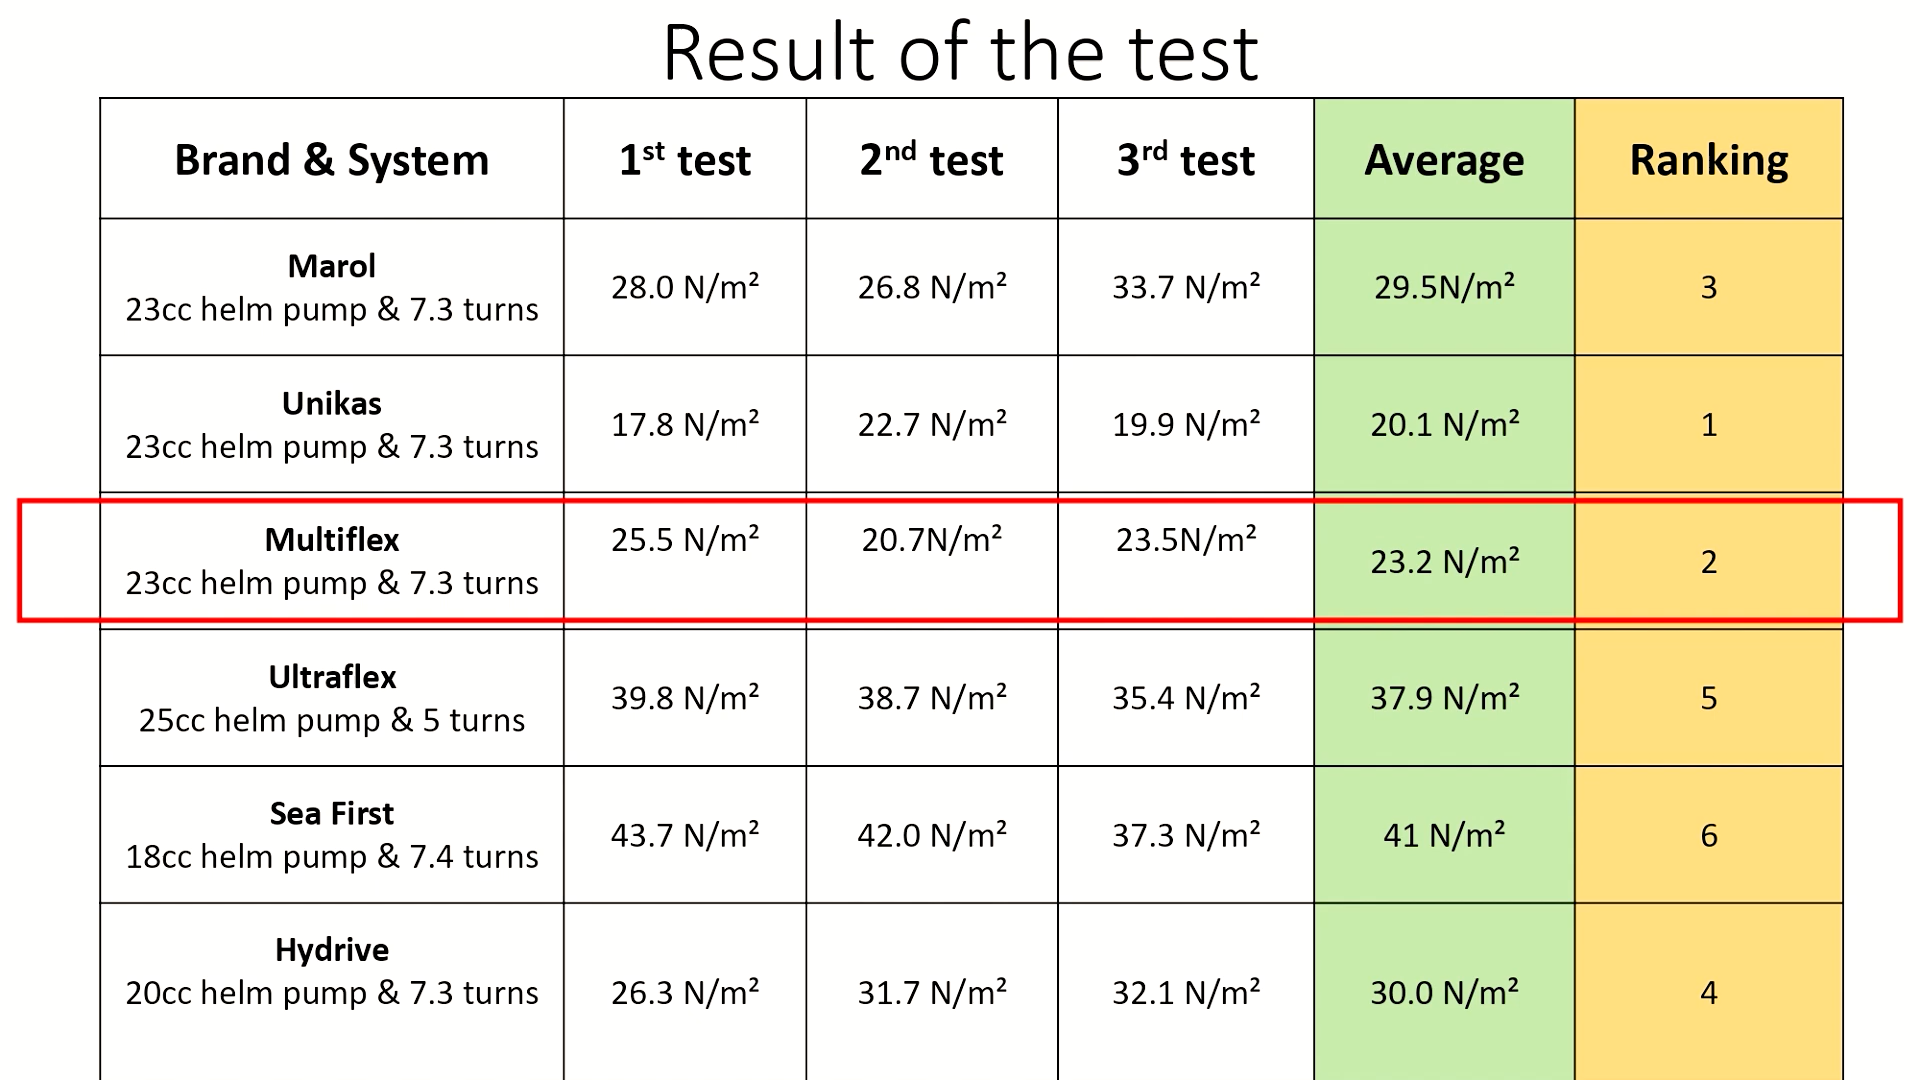 Result of the test
Brand & System 1st test 2nd test 3rd test Average Ranking
Marol
23cc helm pump & 7.3 turns 28.0 N/m² 26.8 N/m² 33.7 N/m² 29.5N/m² 3
Unikas
23cc helm pump & 7.3 turns 17.8 N/m² 22.7 N/m² 19.9 N/m² 20.1 N/m² 1
Multiflex 25.5 N/m² 20.7N/m² 23.5N/m² 23.2 N/m² 2
23cc helm pump & 7.3 turns
Ultraflex
25cc helm pump & 5 turns 39.8 N/m² 38.7 N/m² 35.4 N/m² 37.9 N/m² 5
Sea First
18cc helm pump & 7.4 turns 43.7 N/m² 42.0 N/m² 37.3 N/m² 41 N/m² 6
Hydrive
20cc helm pump & 7.3 turns 26.3 N/m² 31.7 N/m² 32.1 N/m² 30.0 N/m² 4